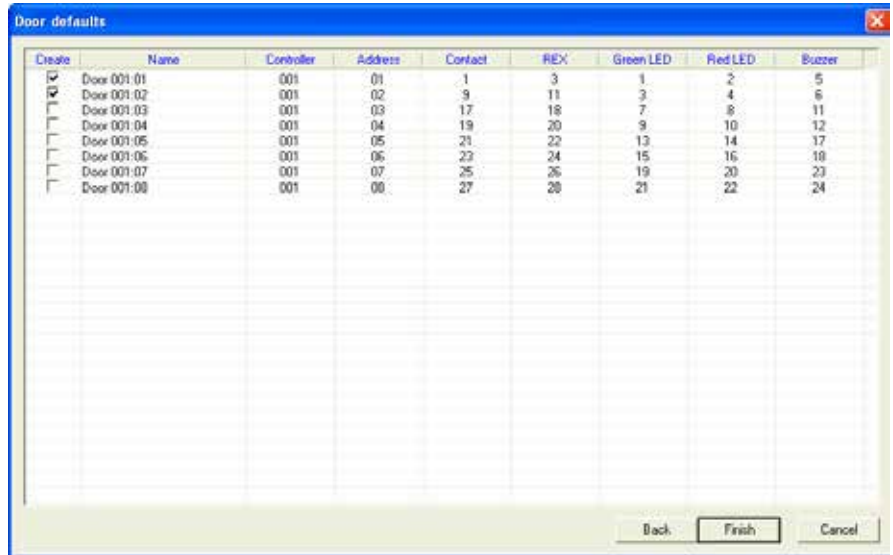 Door defaults
Create Name Controller Address Contact REX Green LED Red LED Buzzer
Door 001:01 001 01 1 3 1 2 5
Door 001:02 001 02 9 11 3 4 6
Door 001:03 001 03 17 18 7 8 11
Door 001:04 001 04 19 20 9 10 12
Door 001:05 001 05 21 22 13 14 17
Door 001:06 001 06 23 24 15 16 18
Door 001:07 001 07 25 26 19 20 23
Door 001:08 001 08 27 28 21 22 24
Back Finish Cancel